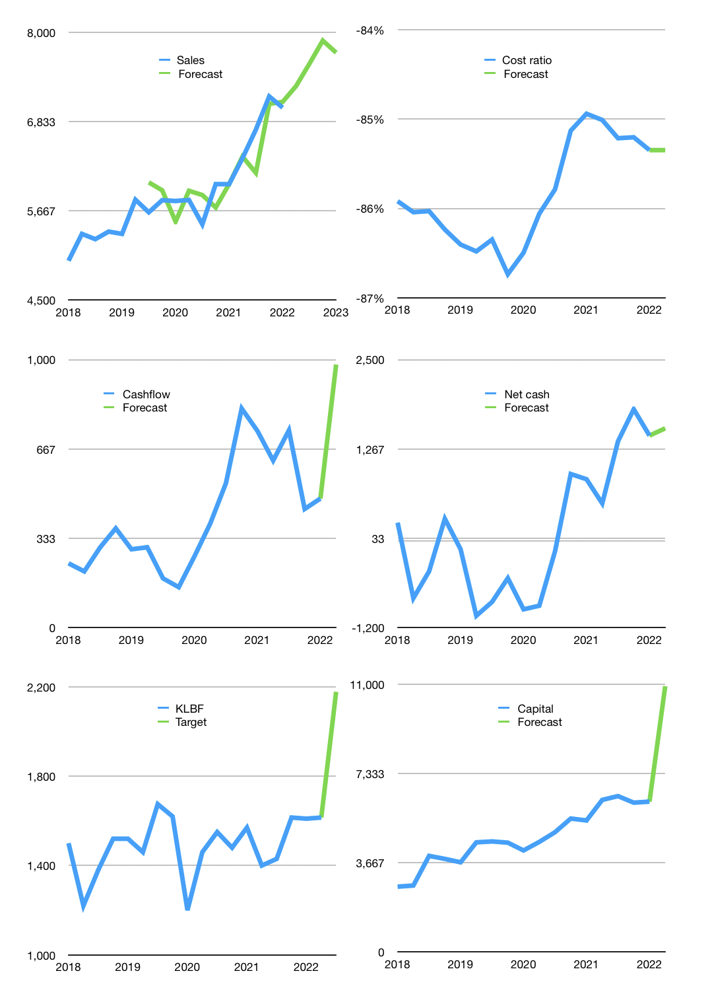 8,000
Sales
Forecast
6,833
5,667
4,500
2018 2019 2020 2021 2022 2023
-84%
Cost ratio
Forecast
-85%
-86%
-87%
2018 2019 2020 2021 2022
1,000
Cashflow
Forecast
667
333
0
2018 2019 2020 2021 2022
2,500
Net cash
Forecast
1,267
33
-1,200
2018 2019 2020 2021 2022
2,200
KLBF
Target
1,800
1,400
1,000
2018 2019 2020 2021 2022
11,000
Capital
Forecast
7,333
3,667
0
2018 2019 2020 2021 2022